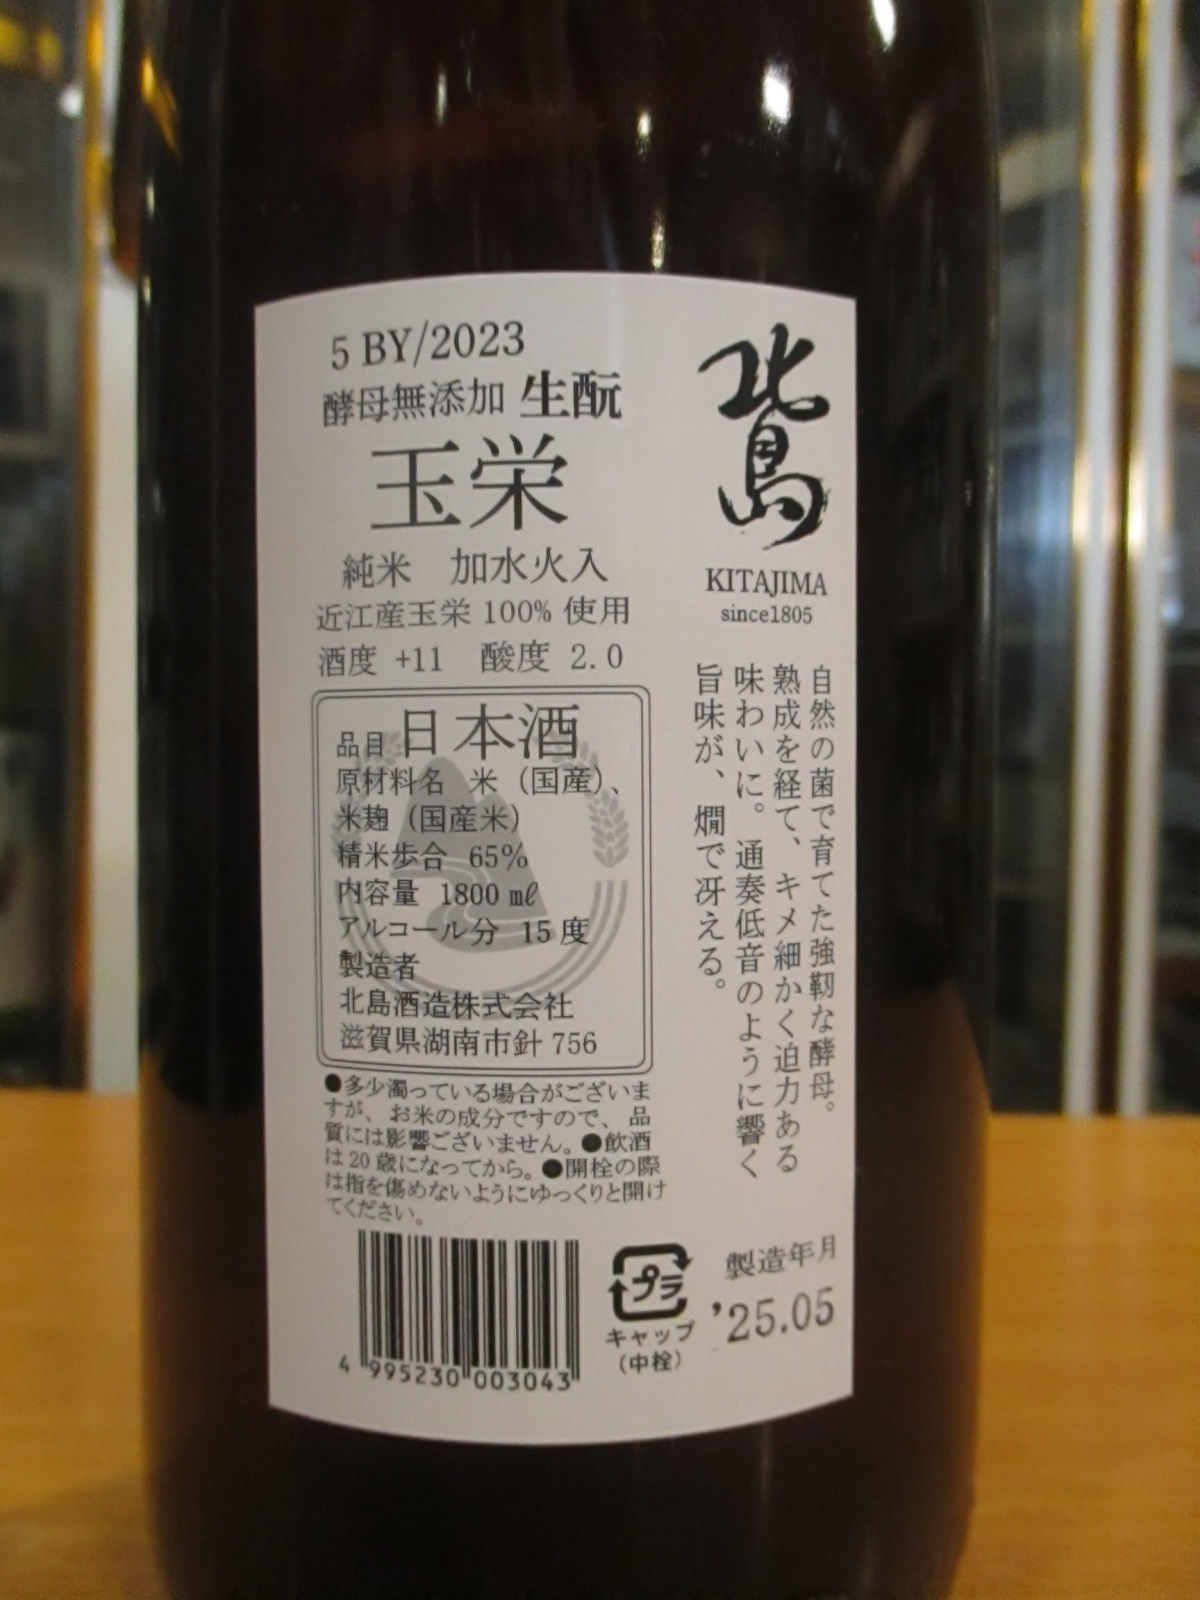 5 BY/2023
酵母無添加 生酛
玉栄
純米 加水火入
近江産玉栄 100% 使用
酒度 +11 酸度 2.0
品目 日本酒
原材料名 米（国産）、
米麹（国産米）
精米歩合 65%
内容量 1800 ㎖
アルコール分 15 度
製造者
北島酒造株式会社
滋賀県湖南市針 756
●多少濁っている場合がございま
すが、お米の成分ですので、品
質には影響ございません。●飲酒
は 20 歳になってから。●開栓の際
は指を傷めないようにゆっくりと開け
てください。
4 995230 003043
北島
KITAJIMA
since1805
自然の菌で育てた強靭な酵母。
熟成を経て、キメ細かく迫力ある
味わいに。通奏低音のように響く
旨味が、燗で冴える。
プラ
キャップ
（中栓）
製造年月
'25.05